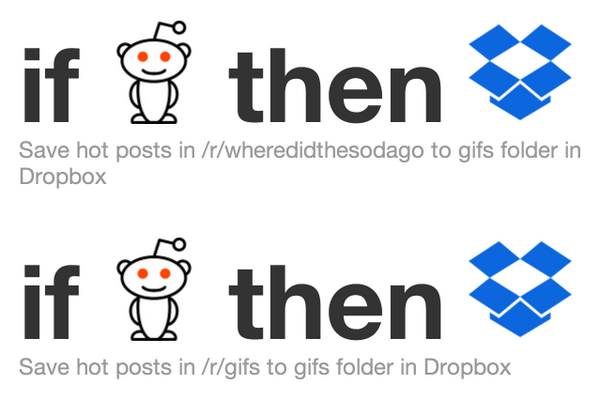 if then
Save hot posts in /r/wheredidthesodago to gifs folder in
Dropbox
if then
Save hot posts in /r/gifs to gifs folder in Dropbox